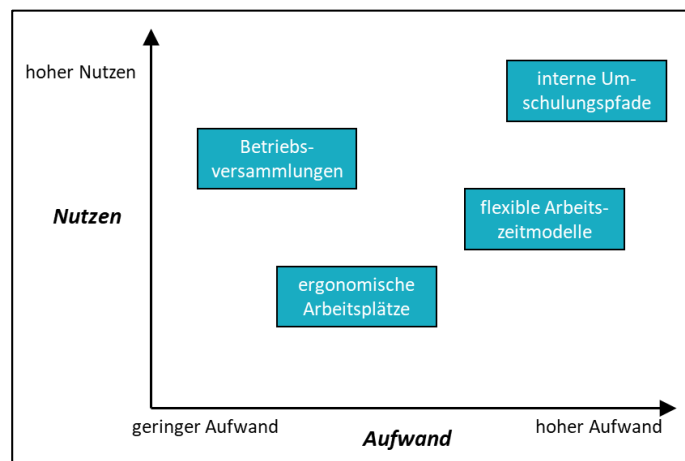 hoher Nutzen
interne Um-
schulungspfade
Betriebs-
versammlungen
Nutzen
flexible Arbeits-
zeitmodelle
ergonomische
Arbeitsplätze
geringer Aufwand
Aufwand
hoher Aufwand